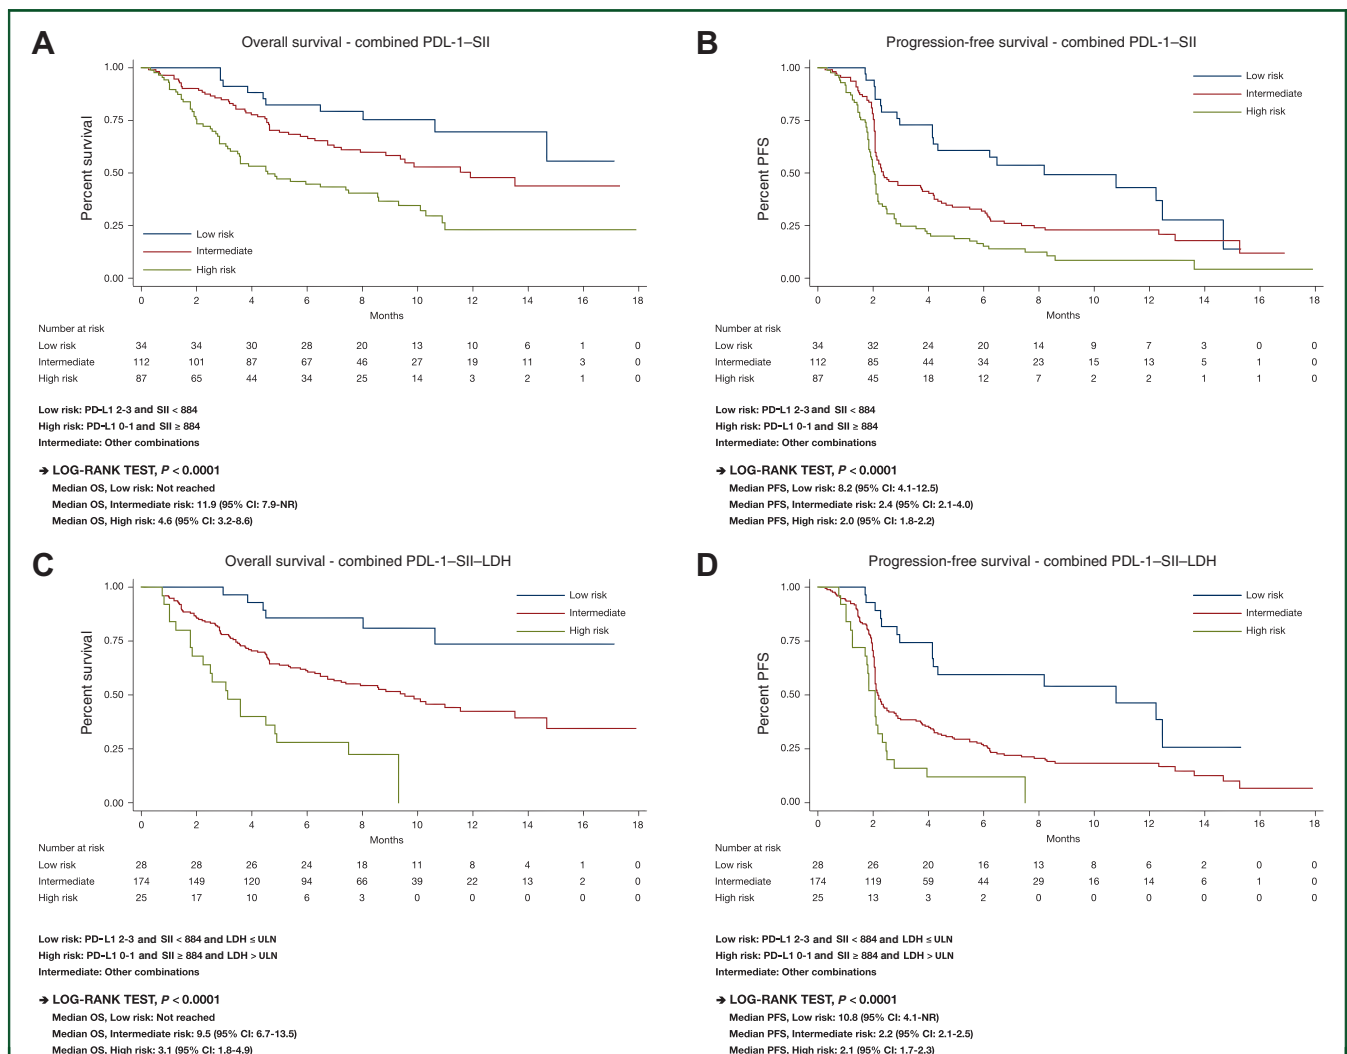 A
Overall survival - combined PDL-1–SII
Percent survival
1.00
0.75
0.50
0.25
0.00
Low risk
Intermediate
High risk
0 2 4 6 8 10 12 14 16 18
Months
Number at risk
Low risk 34 34 30 28 20 13 10 6 1 0
Intermediate 112 101 87 67 46 27 19 11 3 0
High risk 87 65 44 34 25 14 3 2 1 0
Low risk: PD-L1 2-3 and SII < 884
High risk: PD-L1 0-1 and SII ≥ 884
Intermediate: Other combinations
➔ LOG-RANK TEST, P < 0.0001
Median OS, Low risk: Not reached
Median OS, Intermediate risk: 11.9 (95% CI: 7.9-NR)
Median OS, High risk: 4.6 (95% CI: 3.2-8.6)
B
Progression-free survival - combined PDL-1–SII
Percent PFS
1.00
0.75
0.50
0.25
0.00
Low risk
Intermediate
High risk
0 2 4 6 8 10 12 14 16 18
Months
Number at risk
Low risk 34 32 24 20 14 9 7 3 0 0
Intermediate 112 85 44 34 23 15 13 5 1 0
High risk 87 45 18 12 7 2 2 1 1 0
Low risk: PD-L1 2-3 and SII < 884
High risk: PD-L1 0-1 and SII ≥ 884
Intermediate: Other combinations
➔ LOG-RANK TEST, P < 0.0001
Median PFS, Low risk: 8.2 (95% CI: 4.1-12.5)
Median PFS, Intermediate risk: 2.4 (95% CI: 2.1-4.0)
Median PFS, High risk: 2.0 (95% CI: 1.8-2.2)
C
Overall survival - combined PDL-1–SII–LDH
Percent survival
1.00
0.75
0.50
0.25
0.00
Low risk
Intermediate
High risk
0 2 4 6 8 10 12 14 16 18
Months
Number at risk
Low risk 28 28 26 24 18 11 8 4 1 0
Intermediate 174 149 120 94 66 39 22 13 2 0
High risk 25 17 10 6 3 0 0 0 0 0
Low risk: PD-L1 2-3 and SII < 884 and LDH ≤ ULN
High risk: PD-L1 0-1 and SII ≥ 884 and LDH > ULN
Intermediate: Other combinations
➔ LOG-RANK TEST, P < 0.0001
Median OS, Low risk: Not reached
Median OS, Intermediate risk: 9.5 (95% CI: 6.7-13.5)
Median OS, High risk: 3.1 (95% CI: 1.8-4.9)
D
Progression-free survival - combined PDL-1–SII–LDH
Percent PFS
1.00
0.75
0.50
0.25
0.00
Low risk
Intermediate
High risk
0 2 4 6 8 10 12 14 16 18
Months
Number at risk
Low risk 28 26 20 16 13 8 6 2 0 0
Intermediate 174 119 59 44 29 16 14 6 1 0
High risk 25 13 3 2 0 0 0 0 0 0
Low risk: PD-L1 2-3 and SII < 884 and LDH ≤ ULN
High risk: PD-L1 0-1 and SII ≥ 884 and LDH > ULN
Intermediate: Other combinations
➔ LOG-RANK TEST, P < 0.0001
Median PFS, Low risk: 10.8 (95% CI: 4.1-NR)
Median PFS, Intermediate risk: 2.2 (95% CI: 2.1-2.5)
Median PFS, High risk: 2.1 (95% CI: 1.7-2.3)